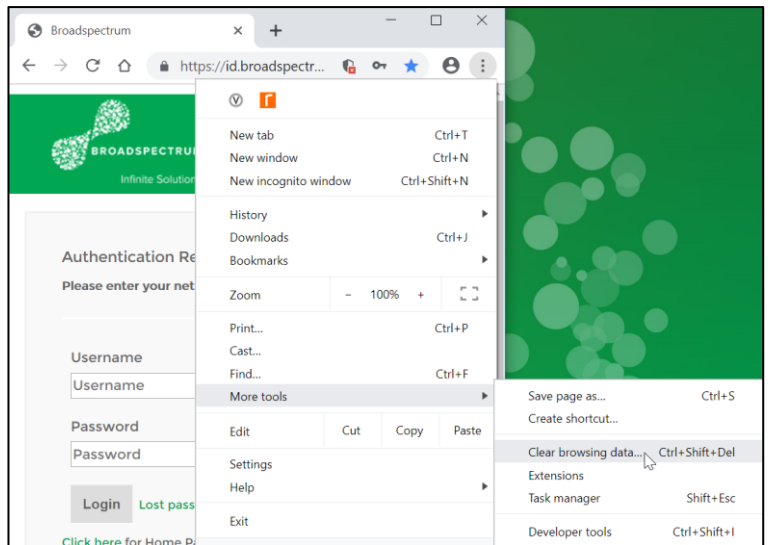 Broadspectrum
https://id.broadspectr...
BROADSPECTRU
Infinite Solution
Authentication Re
Please enter your net
Username
Username
Password
Password
Login Lost pass
Click here for Home Pa
New tab Ctrl+T
New window Ctrl+N
New incognito window Ctrl+Shift+N
History
Downloads Ctrl+J
Bookmarks
Zoom - 100% +
Print... Ctrl+P
Cast...
Find... Ctrl+F
More tools
Edit Cut Copy Paste
Settings
Help
Exit
Save page as... Ctrl+S
Create shortcut...
Clear browsing data... Ctrl+Shift+Del
Extensions
Task manager Shift+Esc
Developer tools Ctrl+Shift+I